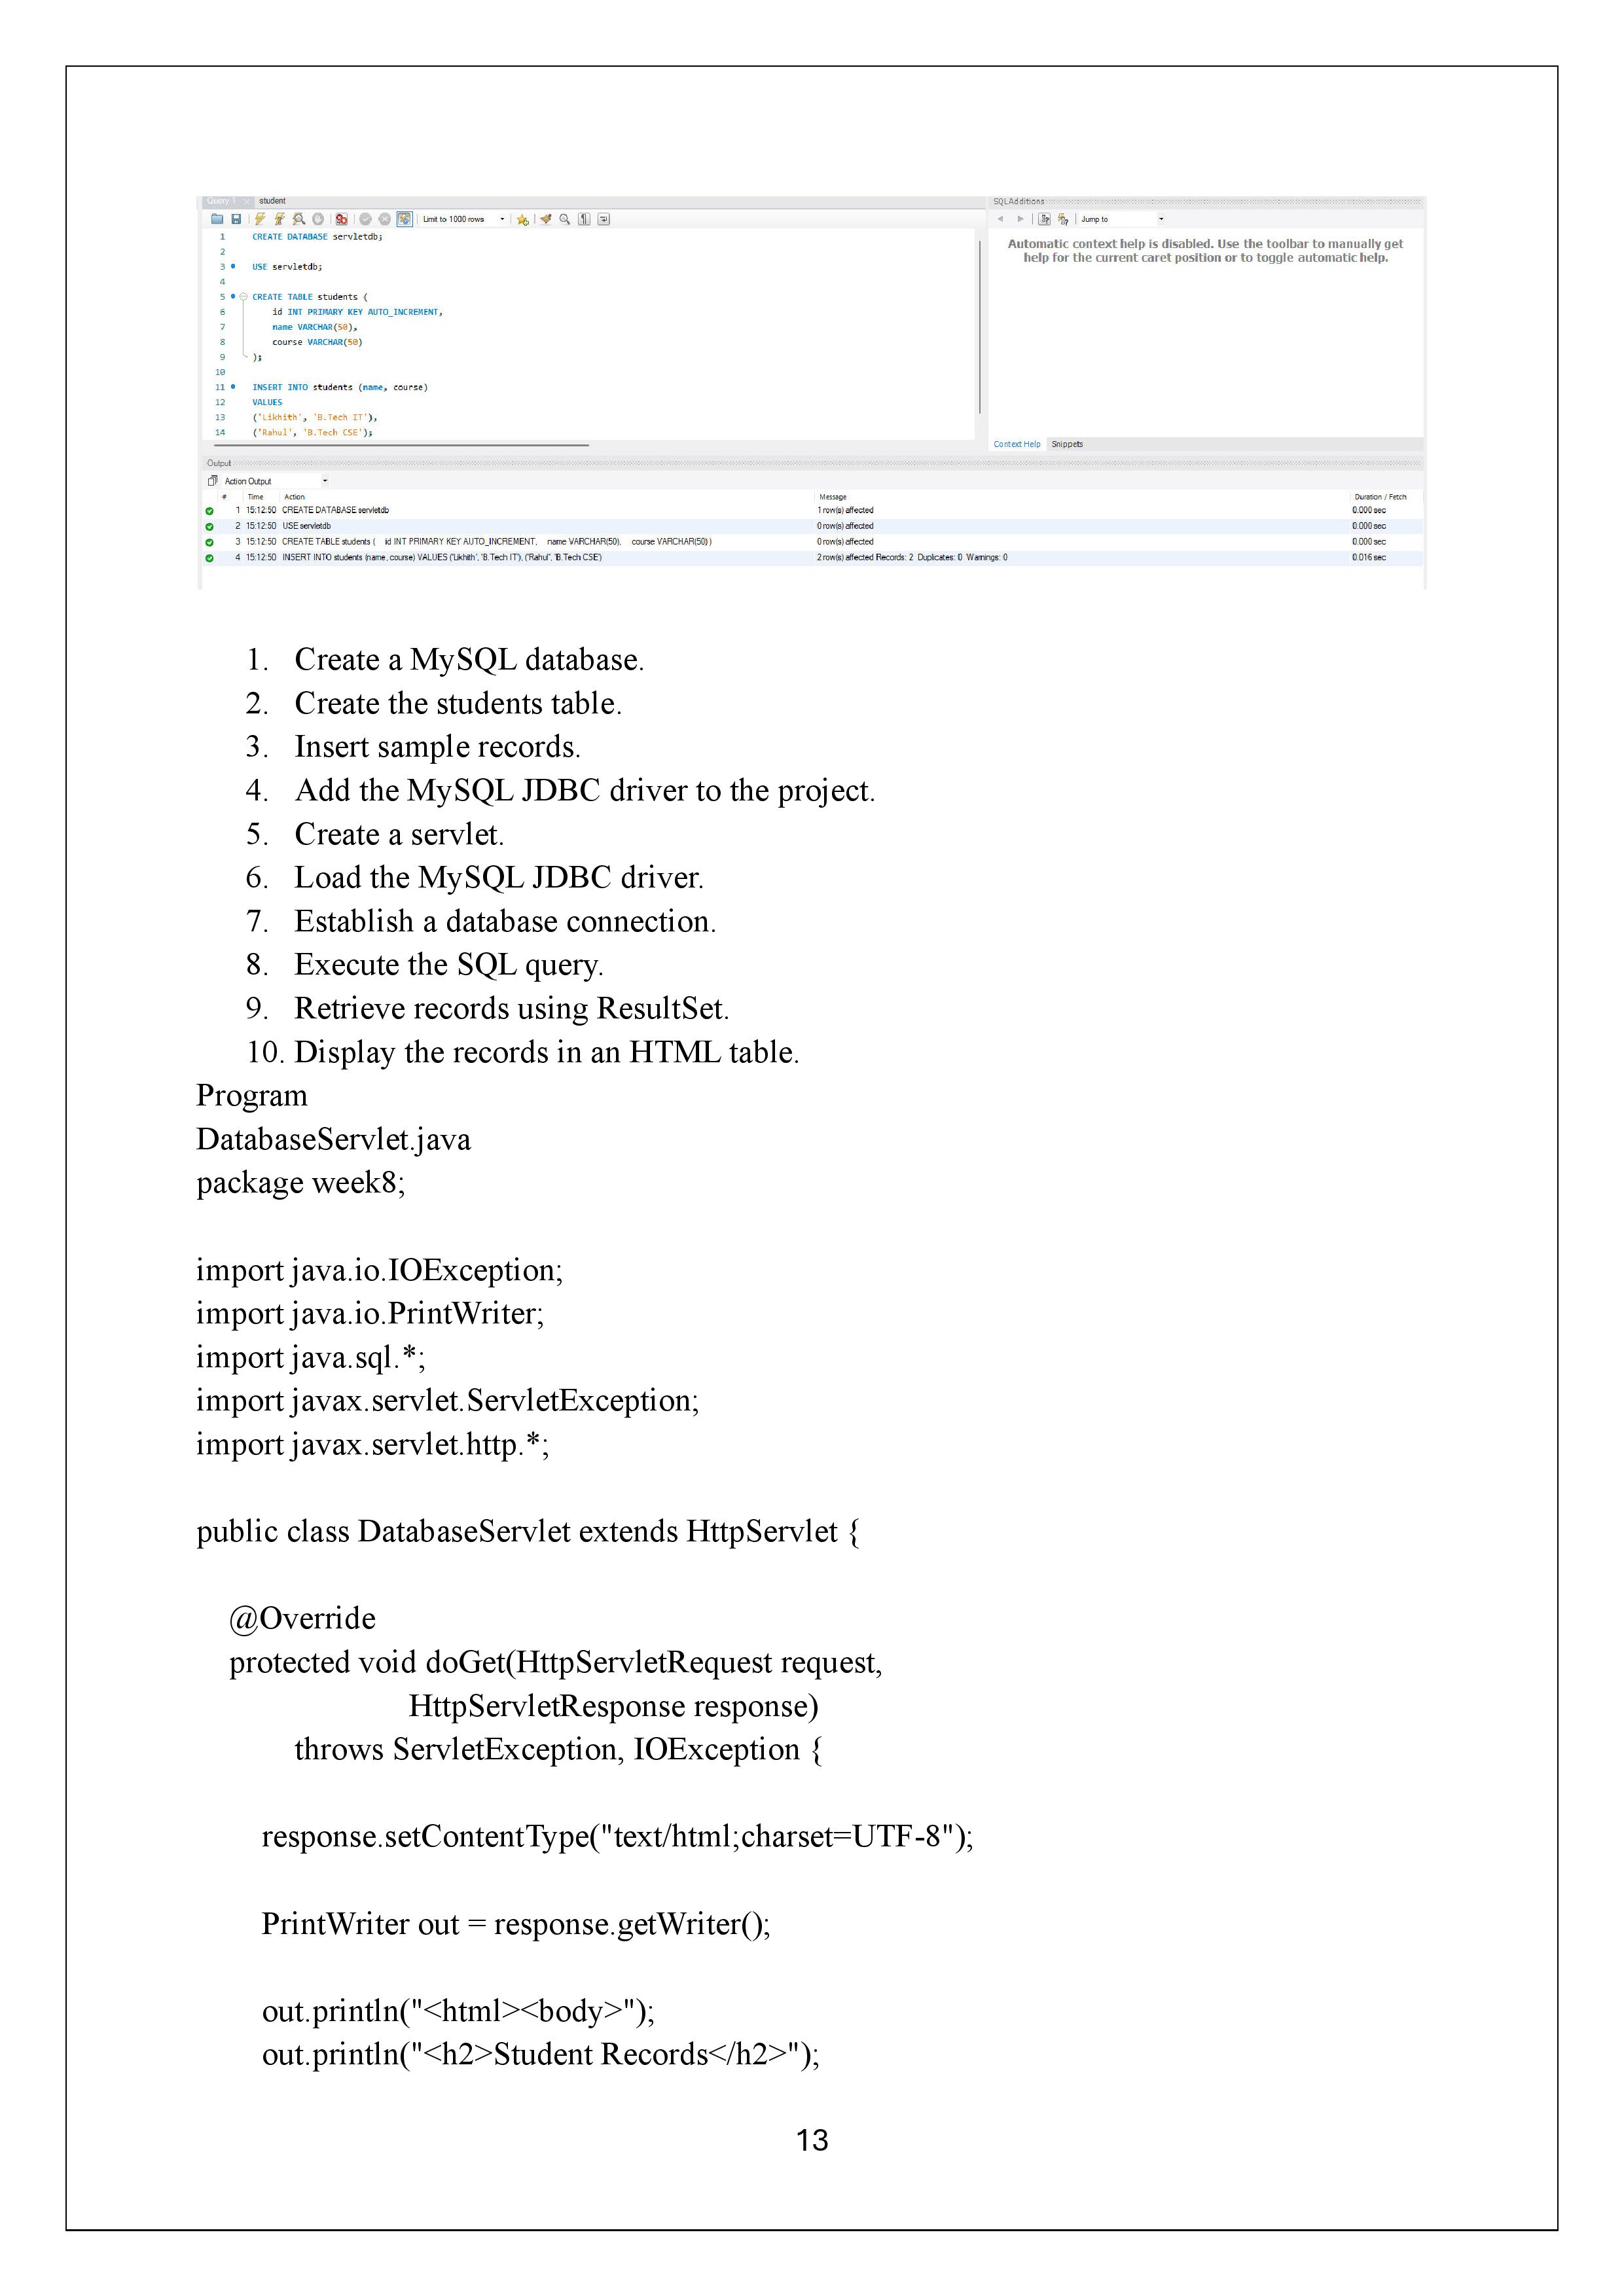 Query 1 × student
Limit to 1000 rows
1 CREATE DATABASE servletdb;
2
3 USE servletdb;
4
5 CREATE TABLE students (
6 id INT PRIMARY KEY AUTO_INCREMENT,
7 name VARCHAR(50),
8 course VARCHAR(50)
9 );
10
11 INSERT INTO students (name, course)
12 VALUES
13 ('Likhith', 'B.Tech IT'),
14 ('Rahul', 'B.Tech CSE');
SQLAdditions
Jump to
Automatic context help is disabled. Use the toolbar to manually get
help for the current caret position or to toggle automatic help.
Context Help Snippets
Output
Action Output
# Time Action Message Duration / Fetch
1 15:12:50 CREATE DATABASE servletdb 1 row(s) affected 0.000 sec
2 15:12:50 USE servletdb 0 row(s) affected 0.000 sec
3 15:12:50 CREATE TABLE students ( id INT PRIMARY KEY AUTO_INCREMENT, name VARCHAR(50), course VARCHAR(50) ) 0 row(s) affected 0.000 sec
4 15:12:50 INSERT INTO students (name, course) VALUES ('Likhith', 'B.Tech IT'), ('Rahul', 'B.Tech CSE') 2 row(s) affected Records: 2 Duplicates: 0 Warnings: 0 0.016 sec
1. Create a MySQL database.
2. Create the students table.
3. Insert sample records.
4. Add the MySQL JDBC driver to the project.
5. Create a servlet.
6. Load the MySQL JDBC driver.
7. Establish a database connection.
8. Execute the SQL query.
9. Retrieve records using ResultSet.
10. Display the records in an HTML table.
Program
DatabaseServlet.java
package week8;
import java.io.IOException;
import java.io.PrintWriter;
import java.sql.*;
import javax.servlet.ServletException;
import javax.servlet.http.*;
public class DatabaseServlet extends HttpServlet {
@Override
protected void doGet(HttpServletRequest request,
HttpServletResponse response)
throws ServletException, IOException {
response.setContentType("text/html;charset=UTF-8");
PrintWriter out = response.getWriter();
out.println("<html><body>");
out.println("<h2>Student Records</h2>");
13